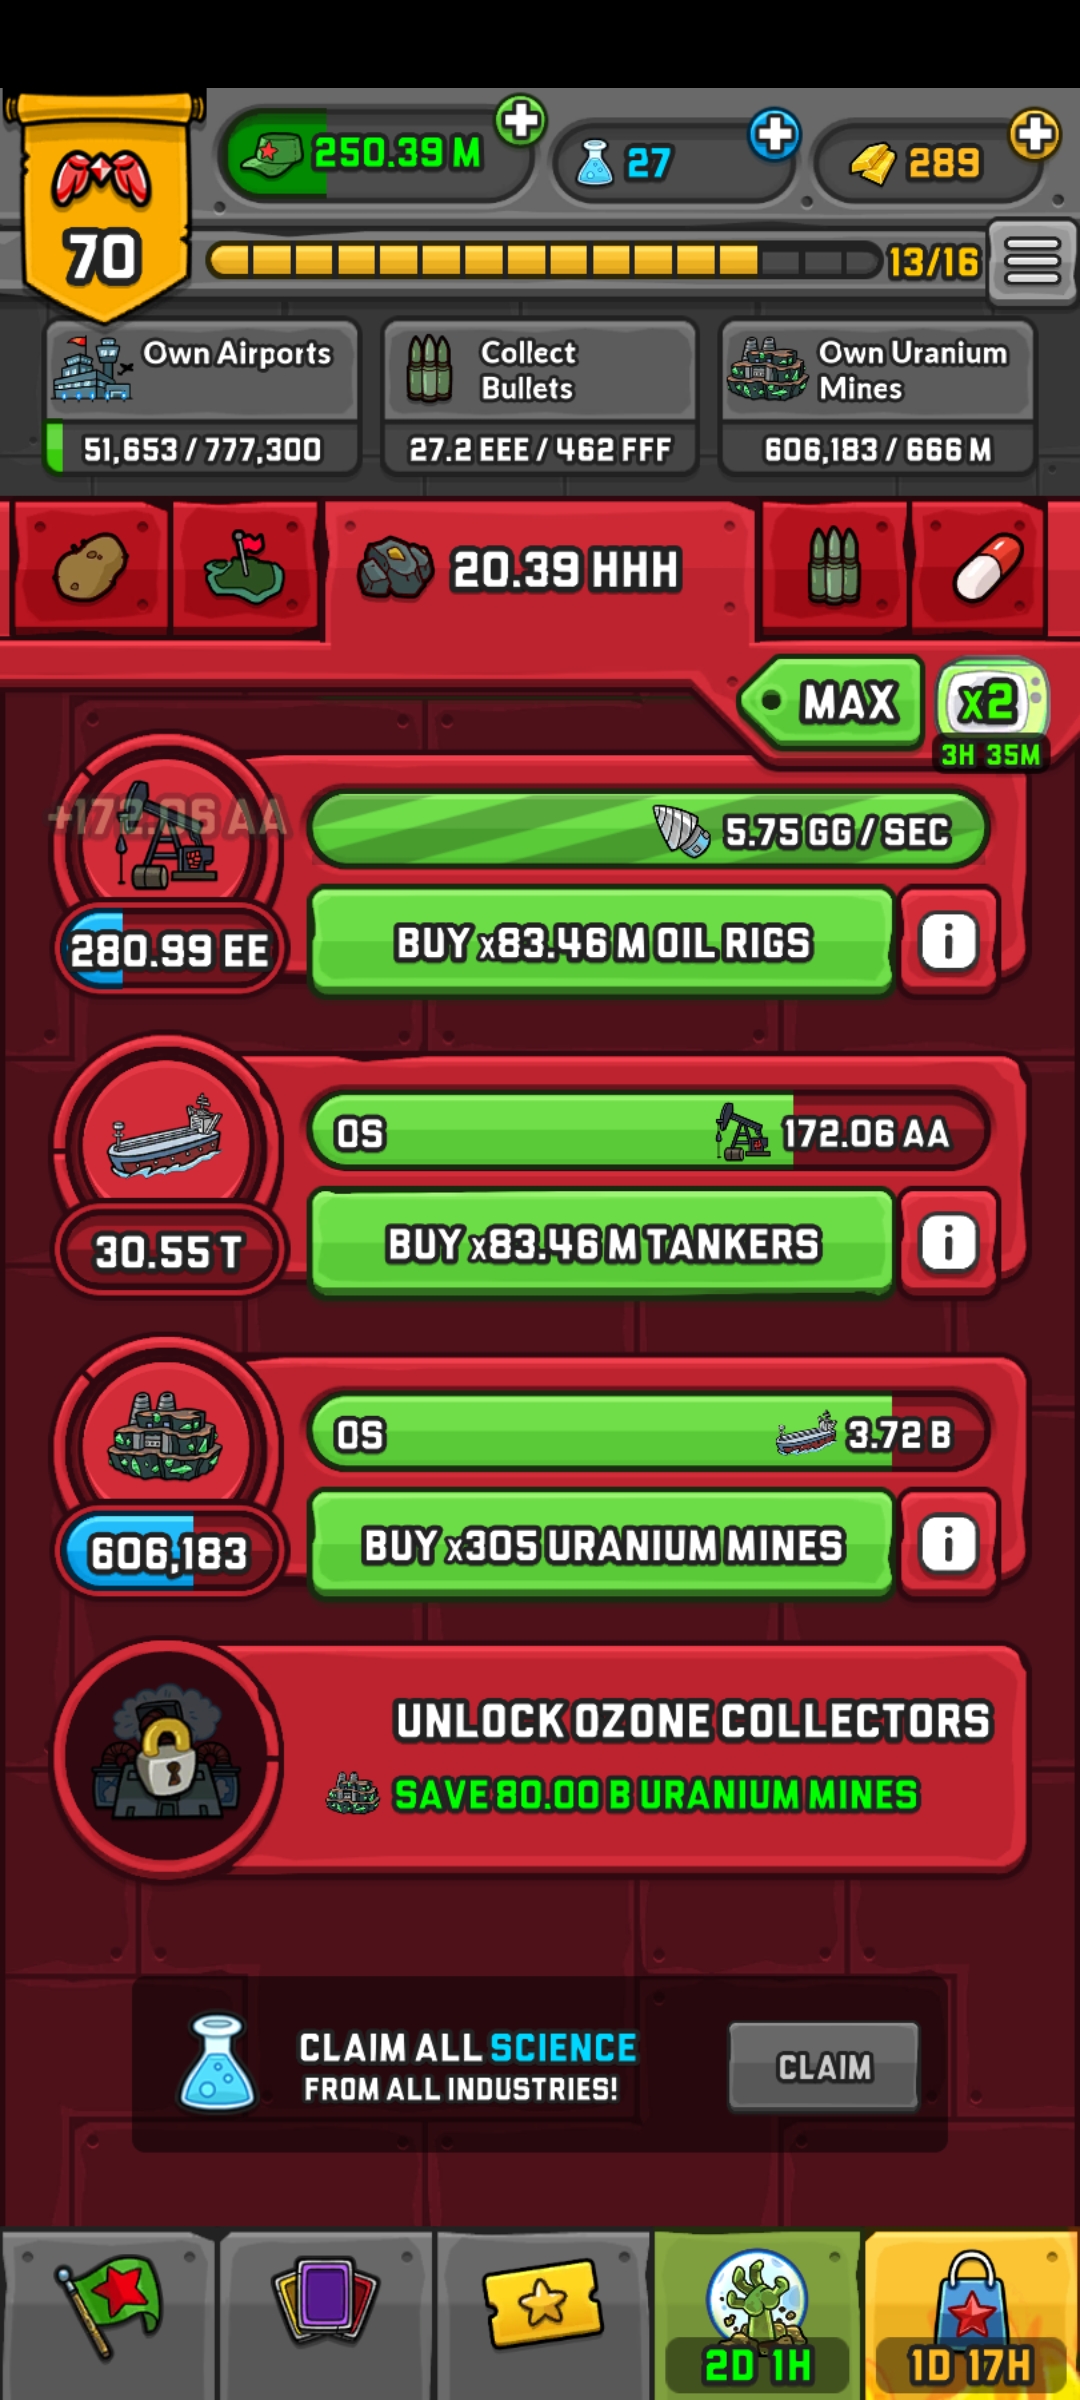 250.39 M
27
289
70
13/16
Own Airports
51,653 / 777,300
Collect
Bullets
27.2 EEE / 462 FFF
Own Uranium
Mines
606,183 / 666 M
20.39 HHH
MAX
x2
3H 35M
+172.06 AA
5.75 GG / SEC
280.99 EE
BUY x83.46 M OIL RIGS
i
0S
172.06 AA
30.55 T
BUY x83.46 M TANKERS
i
0S
3.72 B
606,183
BUY x305 URANIUM MINES
i
UNLOCK OZONE COLLECTORS
SAVE 80.00 B URANIUM MINES
CLAIM ALL SCIENCE
FROM ALL INDUSTRIES!
CLAIM
2D 1H
1D 17H